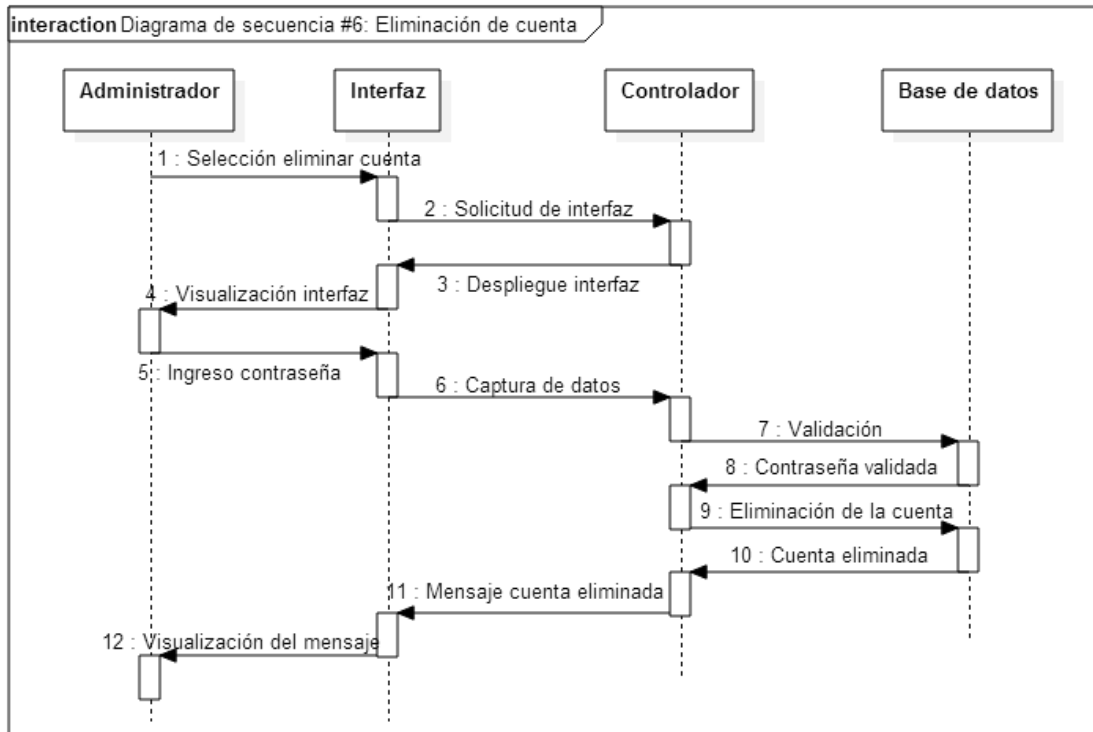 interaction Diagrama de secuencia #6: Eliminación de cuenta
Administrador
Interfaz
Controlador
Base de datos
1 : Selección eliminar cuenta
2 : Solicitud de interfaz
3 : Despliegue interfaz
4 : Visualización interfaz
5 : Ingreso contraseña
6 : Captura de datos
7 : Validación
8 : Contraseña validada
9 : Eliminación de la cuenta
10 : Cuenta eliminada
11 : Mensaje cuenta eliminada
12 : Visualización del mensaje